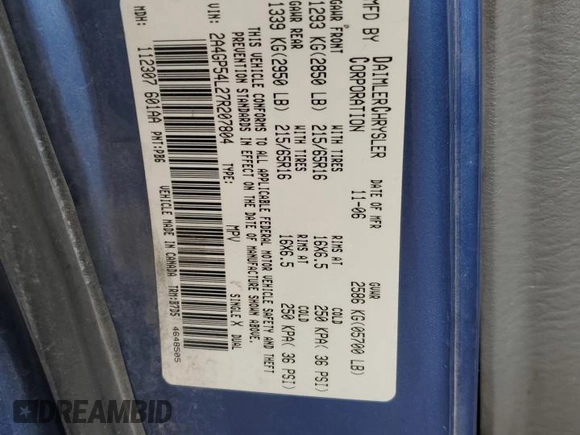 MFD BY DAIMLERCHRYSLER CORPORATION
DATE OF MFR 11-06
GVWR 2586 KG(05700 LB)
GAWR FRONT 1293 KG(2850 LB)
WITH TIRES 215/65R16
RIMS AT 16X6.5
COLD 250 KPA( 36 PSI)
GAWR REAR 1339 KG(2950 LB)
WITH TIRES 215/65R16
RIMS AT 16X6.5
COLD 250 KPA( 36 PSI)
THIS VEHICLE CONFORMS TO ALL APPLICABLE FEDERAL MOTOR VEHICLE SAFETY AND THEFT
PREVENTION STANDARDS IN EFFECT ON THE DATE OF MANUFACTURE SHOWN ABOVE.
VIN: 2A4GP54L27R207804
TYPE: MPV
SINGLE X DUAL
MDH: 112307 601AA
PNT:PB6
VEHICLE MADE IN CANADA
TRM:B7D5
4648505
DREAMBID